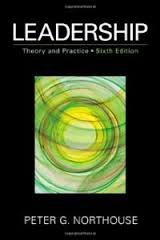 LEADERSHIP
Theory and Practice • Sixth Edition
PETER G. NORTHOUSE